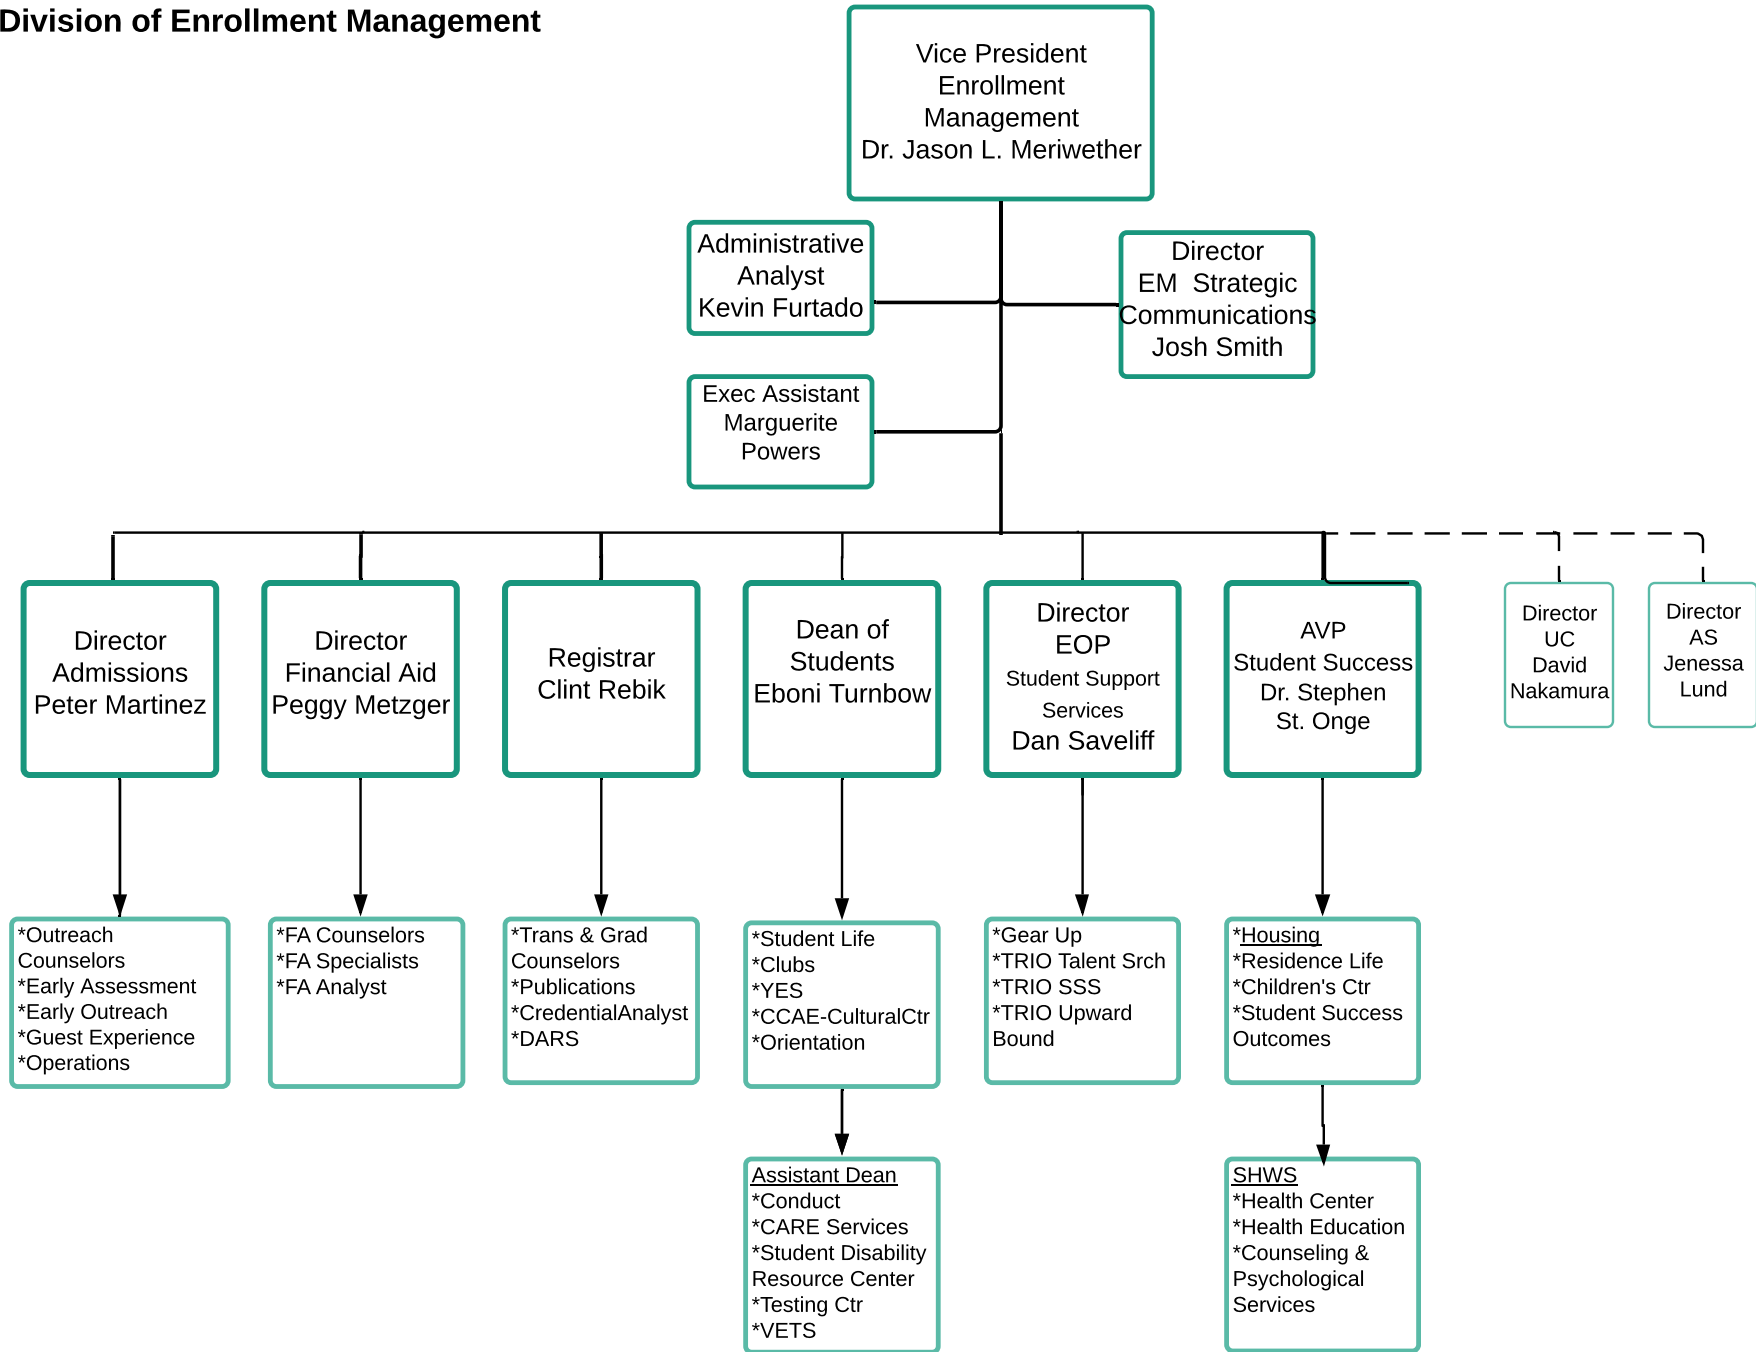 Division of Enrollment Management
Vice President
Enrollment
Management
Dr. Jason L. Meriwether
Administrative
Analyst
Kevin Furtado
Director
EM  Strategic
Communications
Josh Smith
Exec Assistant
Marguerite
Powers
Director
Admissions
Peter Martinez
Director
Financial Aid
Peggy Metzger
Registrar
Clint Rebik
Dean of
Students
Eboni Turnbow
Director
EOP
Student Support
Services
Dan Saveliff
AVP
Student Success
Dr. Stephen
St. Onge
Director
UC
David
Nakamura
Director
AS
Jenessa
Lund
*Outreach
Counselors
*Early Assessment
*Early Outreach
*Guest Experience
*Operations
*FA Counselors
*FA Specialists
*FA Analyst
*Trans & Grad
Counselors
*Publications
*CredentialAnalyst
*DARS
*Student Life
*Clubs
*YES
*CCAE-CulturalCtr
*Orientation
*Gear Up
*TRIO Talent Srch
*TRIO SSS
*TRIO Upward
Bound
*Housing
*Residence Life
*Children's Ctr
*Student Success
Outcomes
Assistant Dean
*Conduct
*CARE Services
*Student Disability
Resource Center
*Testing Ctr
*VETS
SHWS
*Health Center
*Health Education
*Counseling &
Psychological
Services